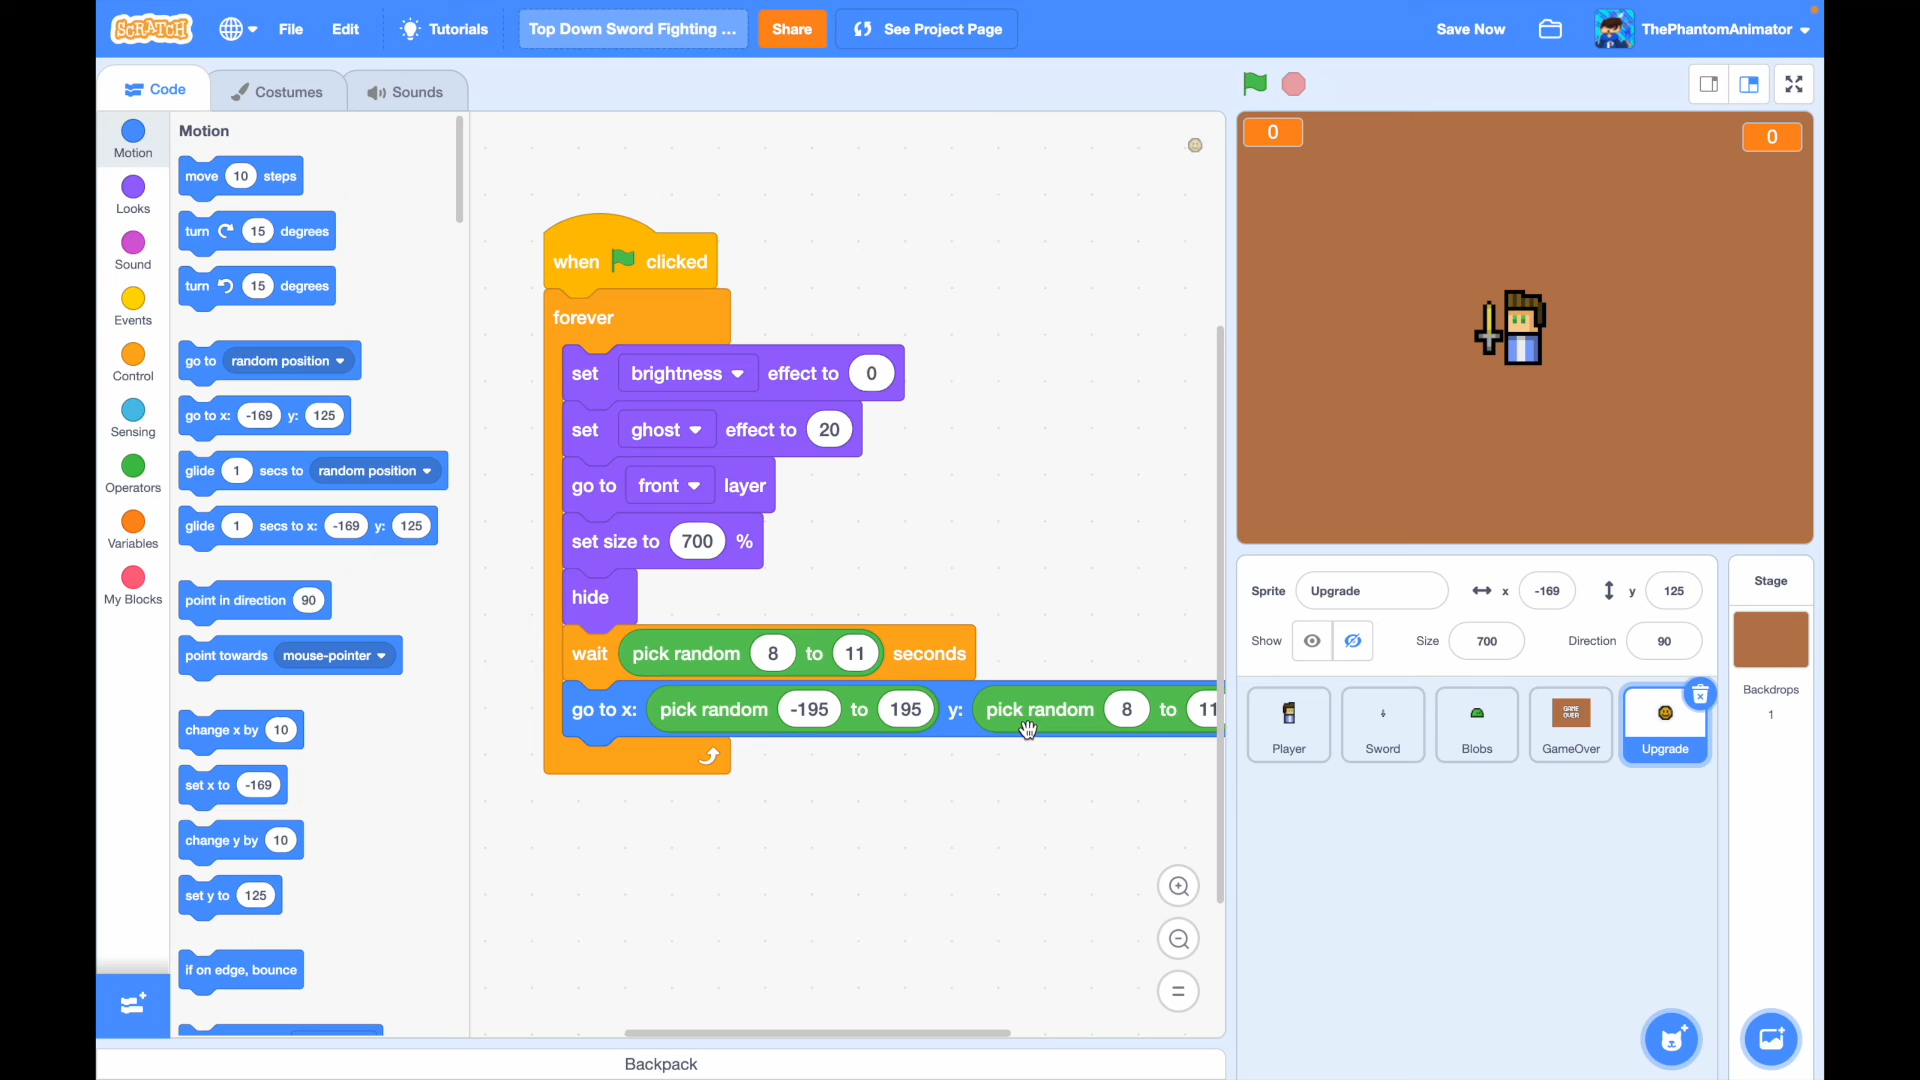 SCRATCH
File
Edit
Tutorials
Top Down Sword Fighting ...
Share
See Project Page
Save Now
ThePhantomAnimator
Code
Costumes
Sounds
Motion
Looks
Sound
Events
Control
Sensing
Operators
Variables
My Blocks
Motion
move 10 steps
turn 15 degrees
turn 15 degrees
go to random position
go to x: -169 y: 125
glide 1 secs to random position
glide 1 secs to x: -169 y: 125
point in direction 90
point towards mouse-pointer
change x by 10
set x to -169
change y by 10
set y to 125
if on edge, bounce
when clicked
forever
set brightness effect to 0
set ghost effect to 20
go to front layer
set size to 700 %
hide
wait pick random 8 to 11 seconds
go to x: pick random -195 to 195 y: pick random 8 to 11
Backpack
0
0
Sprite Upgrade x -169 y 125
Show Size 700 Direction 90
Player
Sword
Blobs
GAME
OVER
GameOver
Upgrade
Stage
Backdrops
1